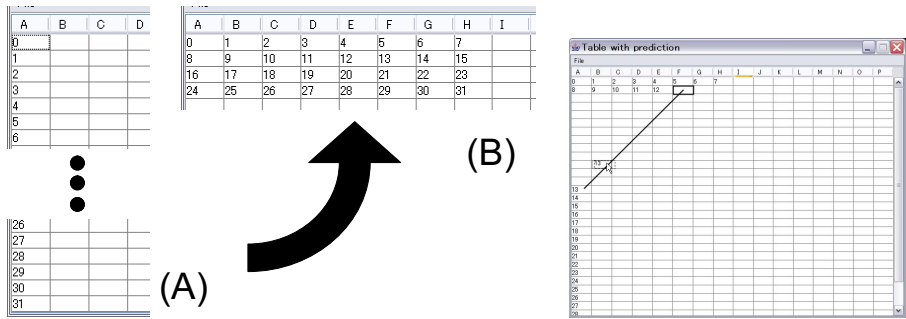 A B C D
0
1
2
3
4
5
6
26
27
28
29
30
31
(A)
A B C D E F G H I
0 1 2 3 4 5 6 7
8 9 10 11 12 13 14 15
16 17 18 19 20 21 22 23
24 25 26 27 28 29 30 31
(B)
Table with prediction
File
A B C D E F G H I J K L M N O P
0 1 2 3 4 5 6 7
8 9 10 11 12
13
13
14
15
16
17
18
19
20
21
22
23
24
25
26
27
28